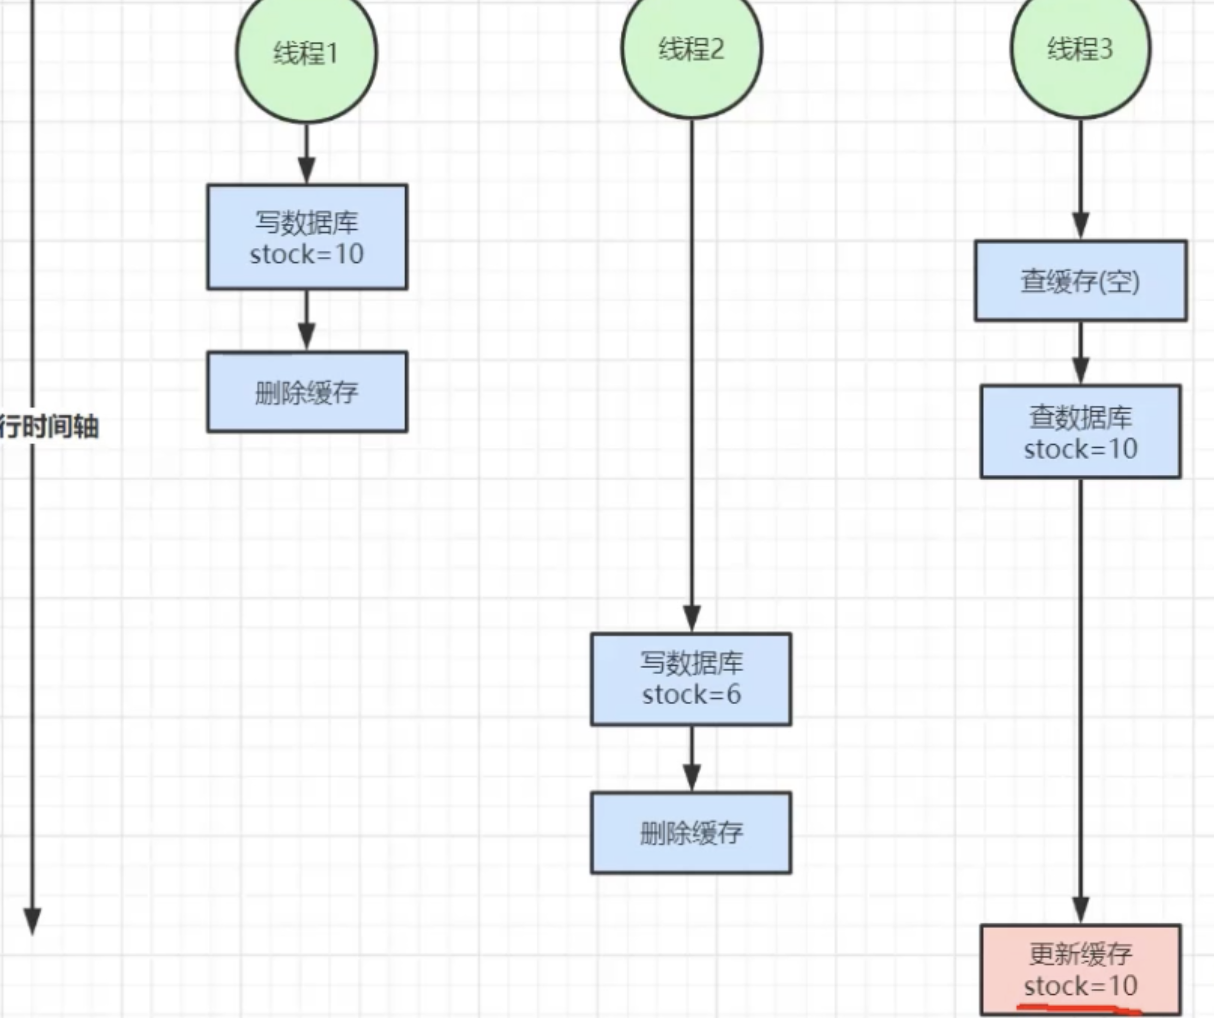 线程1
线程2
线程3
写数据库
stock=10
查缓存(空)
删除缓存
查数据库
stock=10
行时间轴
写数据库
stock=6
删除缓存
更新缓存
stock=10